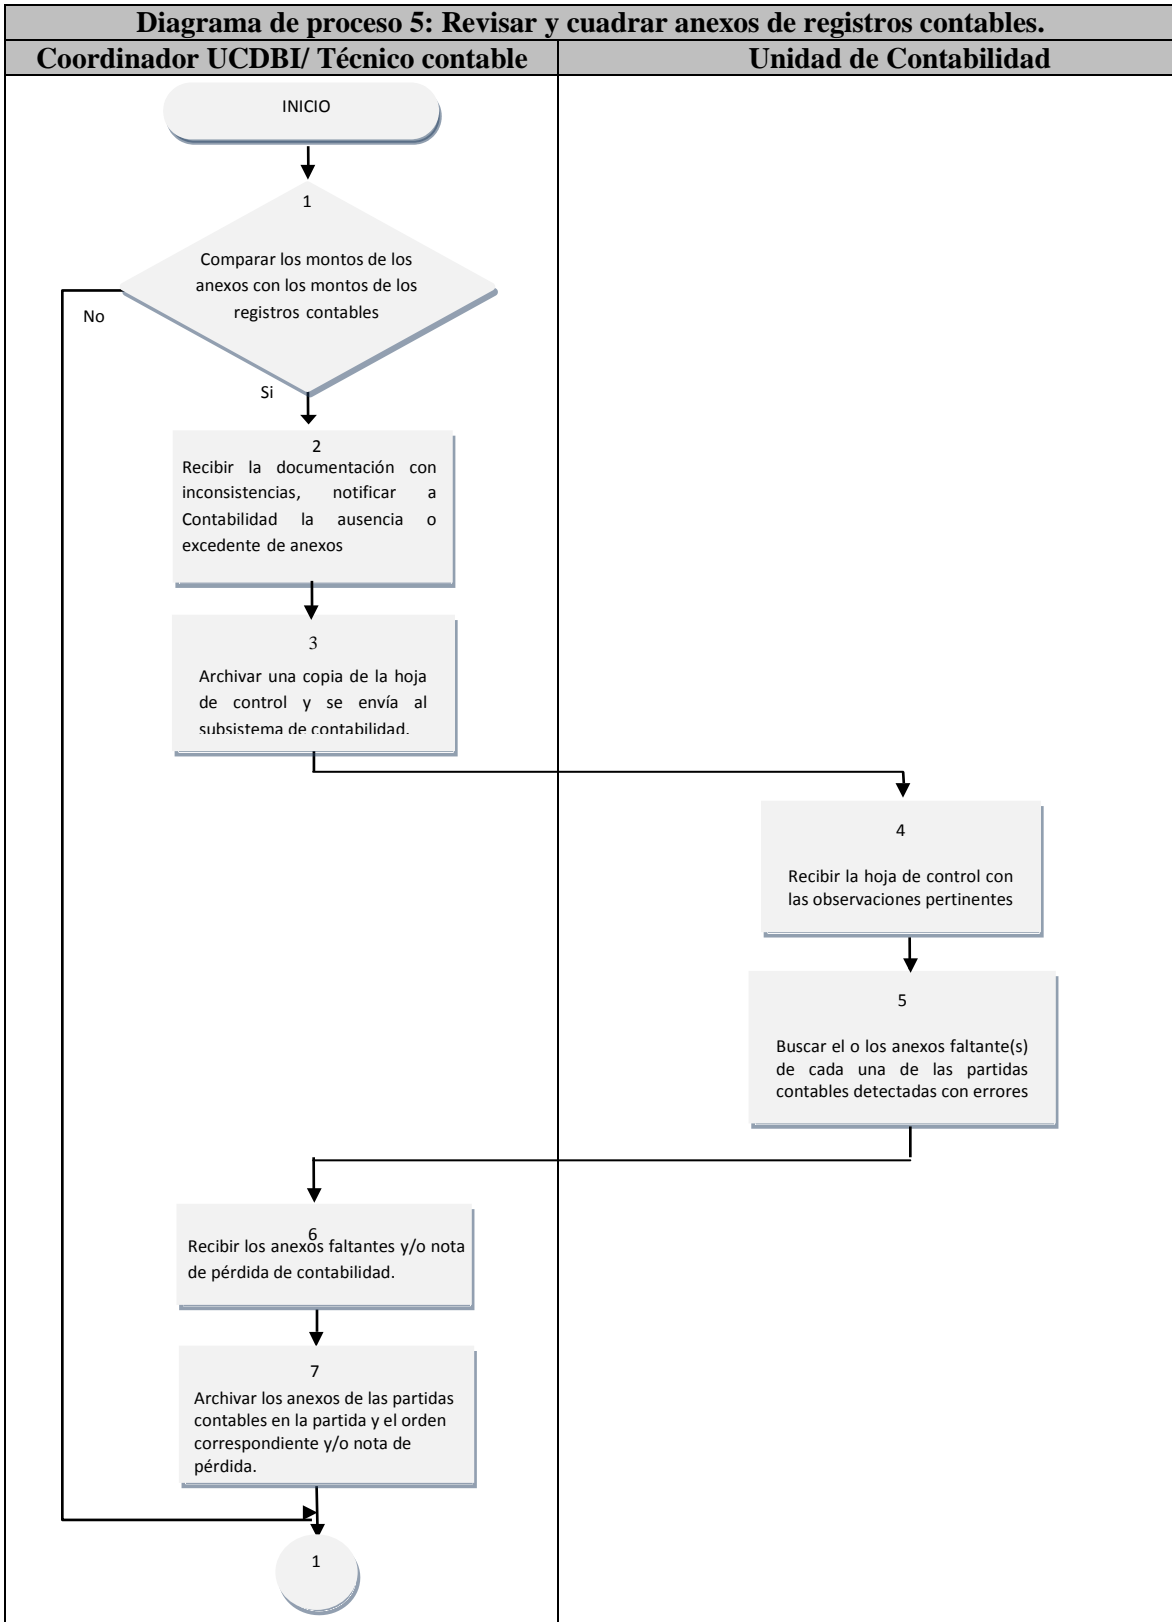 Diagrama de proceso 5: Revisar y cuadrar anexos de registros contables.
Coordinador UCDBI/ Técnico contable
Unidad de Contabilidad
INICIO
1
Comparar los montos de los
anexos con los montos de los
registros contables
No
Si
2
Recibir la documentación con
inconsistencias, notificar a
Contabilidad la ausencia o
excedente de anexos
3
Archivar una copia de la hoja
de control y se envía al
subsistema de contabilidad.
4
Recibir la hoja de control con
las observaciones pertinentes
5
Buscar el o los anexos faltante(s)
de cada una de las partidas
contables detectadas con errores
6
Recibir los anexos faltantes y/o nota
de pérdida de contabilidad.
7
Archivar los anexos de las partidas
contables en la partida y el orden
correspondiente y/o nota de
pérdida.
1